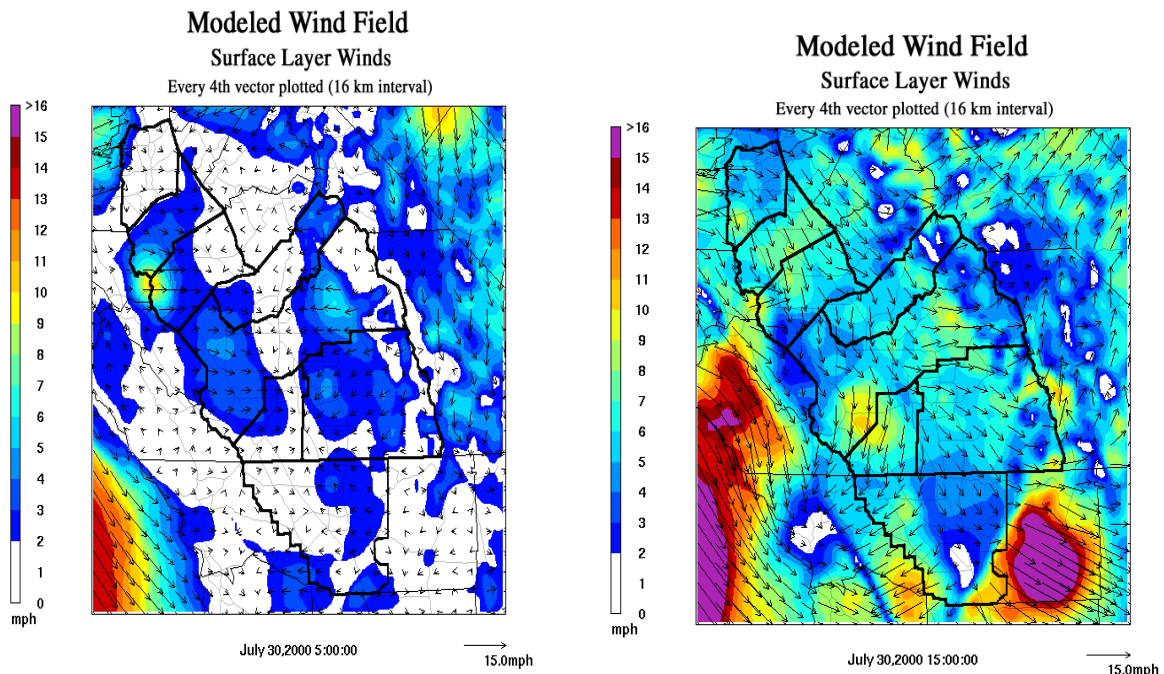 Modeled Wind Field
Surface Layer Winds
Every 4th vector plotted (16 km interval)
>16
15
14
13
12
11
10
9
8
7
6
5
4
3
2
1
0
mph
July 30,2000 5:00:00
15.0mph
Modeled Wind Field
Surface Layer Winds
Every 4th vector plotted (16 km interval)
>16
15
14
13
12
11
10
9
8
7
6
5
4
3
2
1
0
mph
July 30,2000 15:00:00
15.0mph